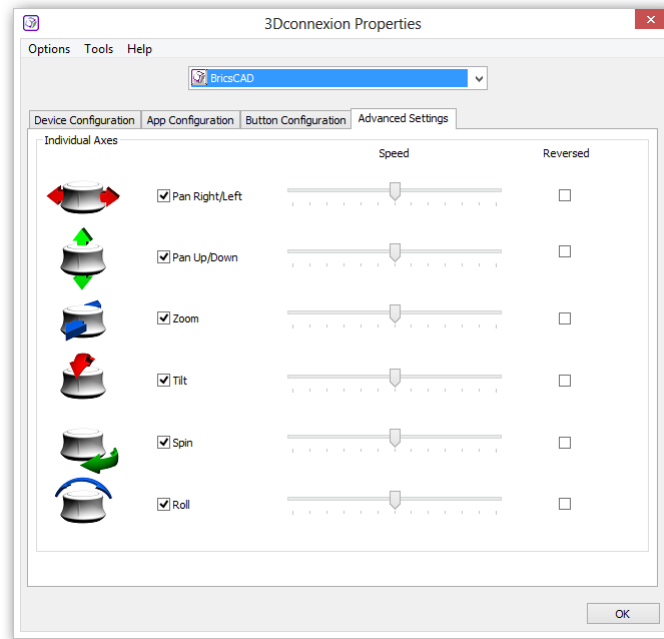 3Dconnexion Properties
Options Tools Help
BricsCAD
Device Configuration App Configuration Button Configuration Advanced Settings
Individual Axes
Speed Reversed
Pan Right/Left
Pan Up/Down
Zoom
Tilt
Spin
Roll
OK